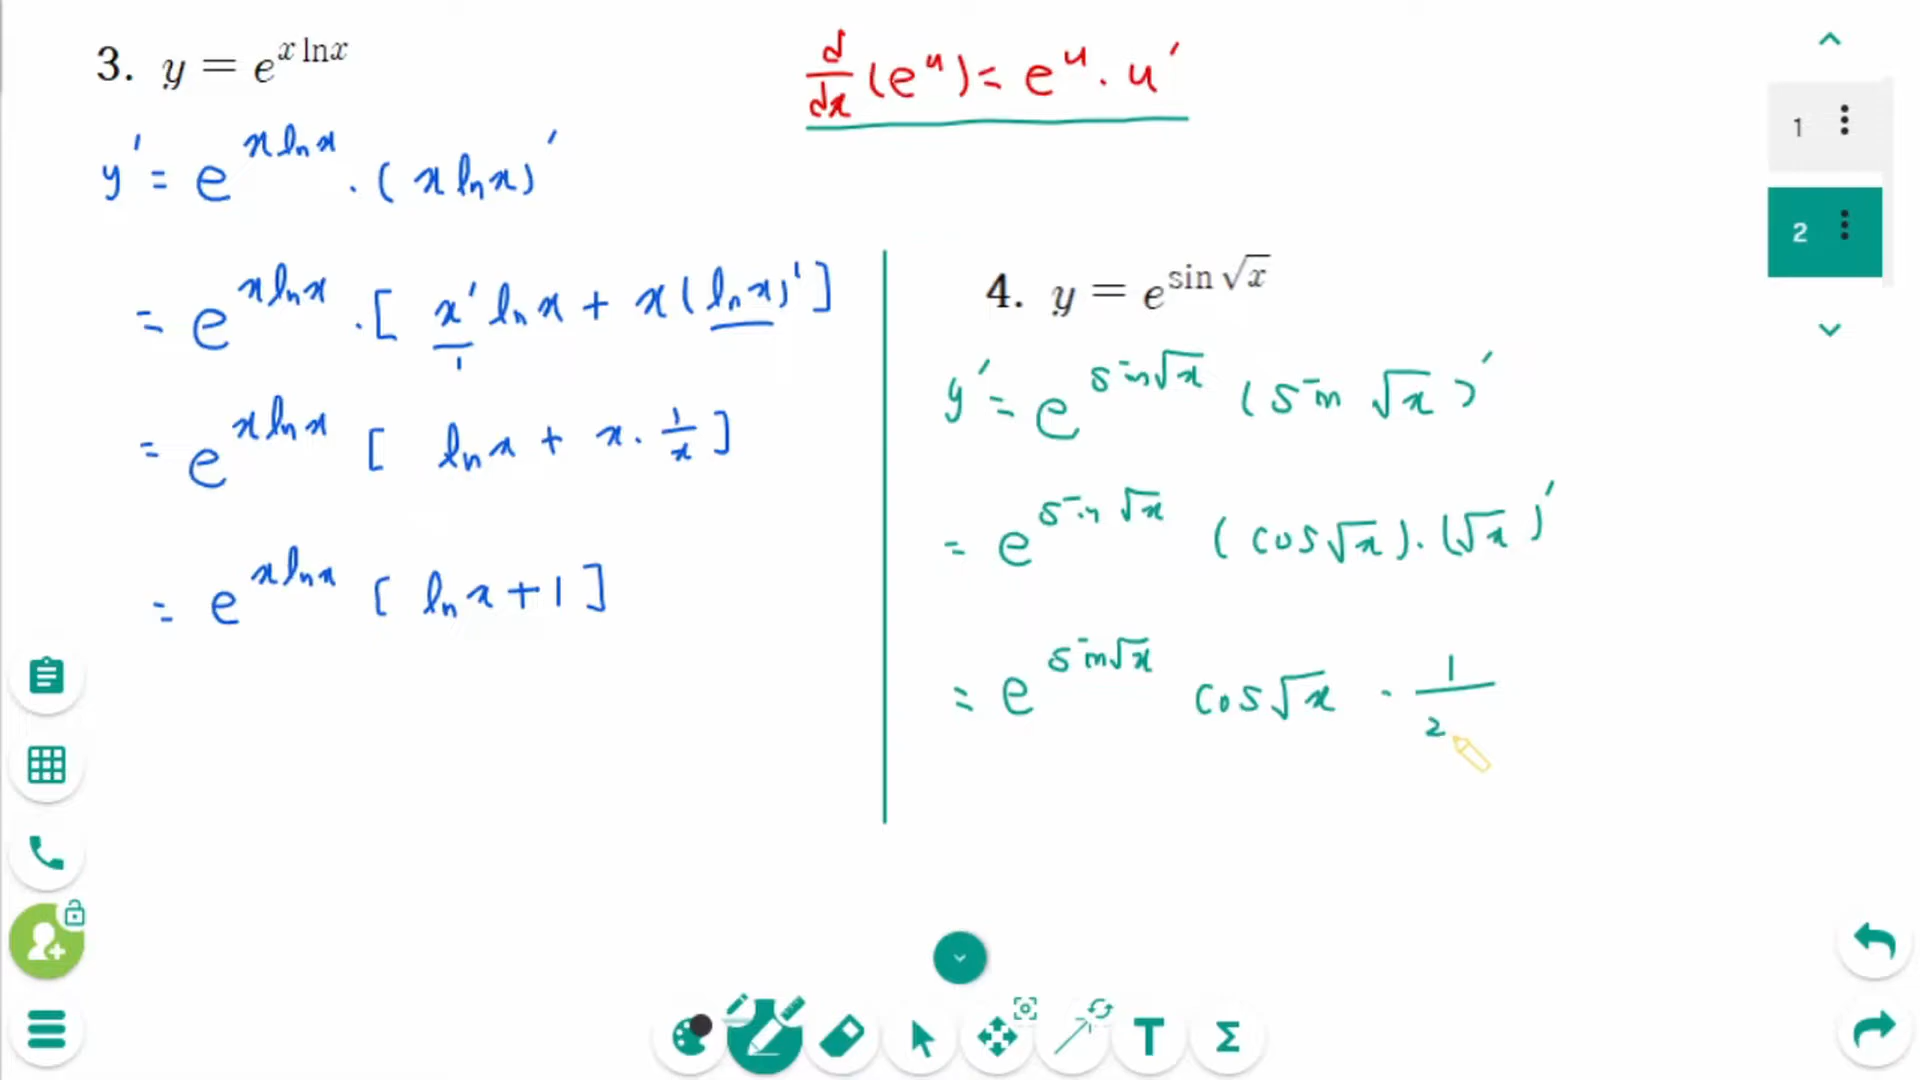 3. y = e^{x ln x}
d/dx (e^u) = e^u · u'
y' = e^{x ln x} · (x ln x)'
= e^{x ln x} · [x' ln x + x (ln x)']
1
= e^{x ln x} [ln x + x · 1/x]
= e^{x ln x} [ln x + 1]
4. y = e^{sin √x}
y' = e^{sin √x} (sin √x)'
= e^{sin √x} (cos √x) · (√x)'
= e^{sin √x} cos √x · 1/2
1
2
T
Σ